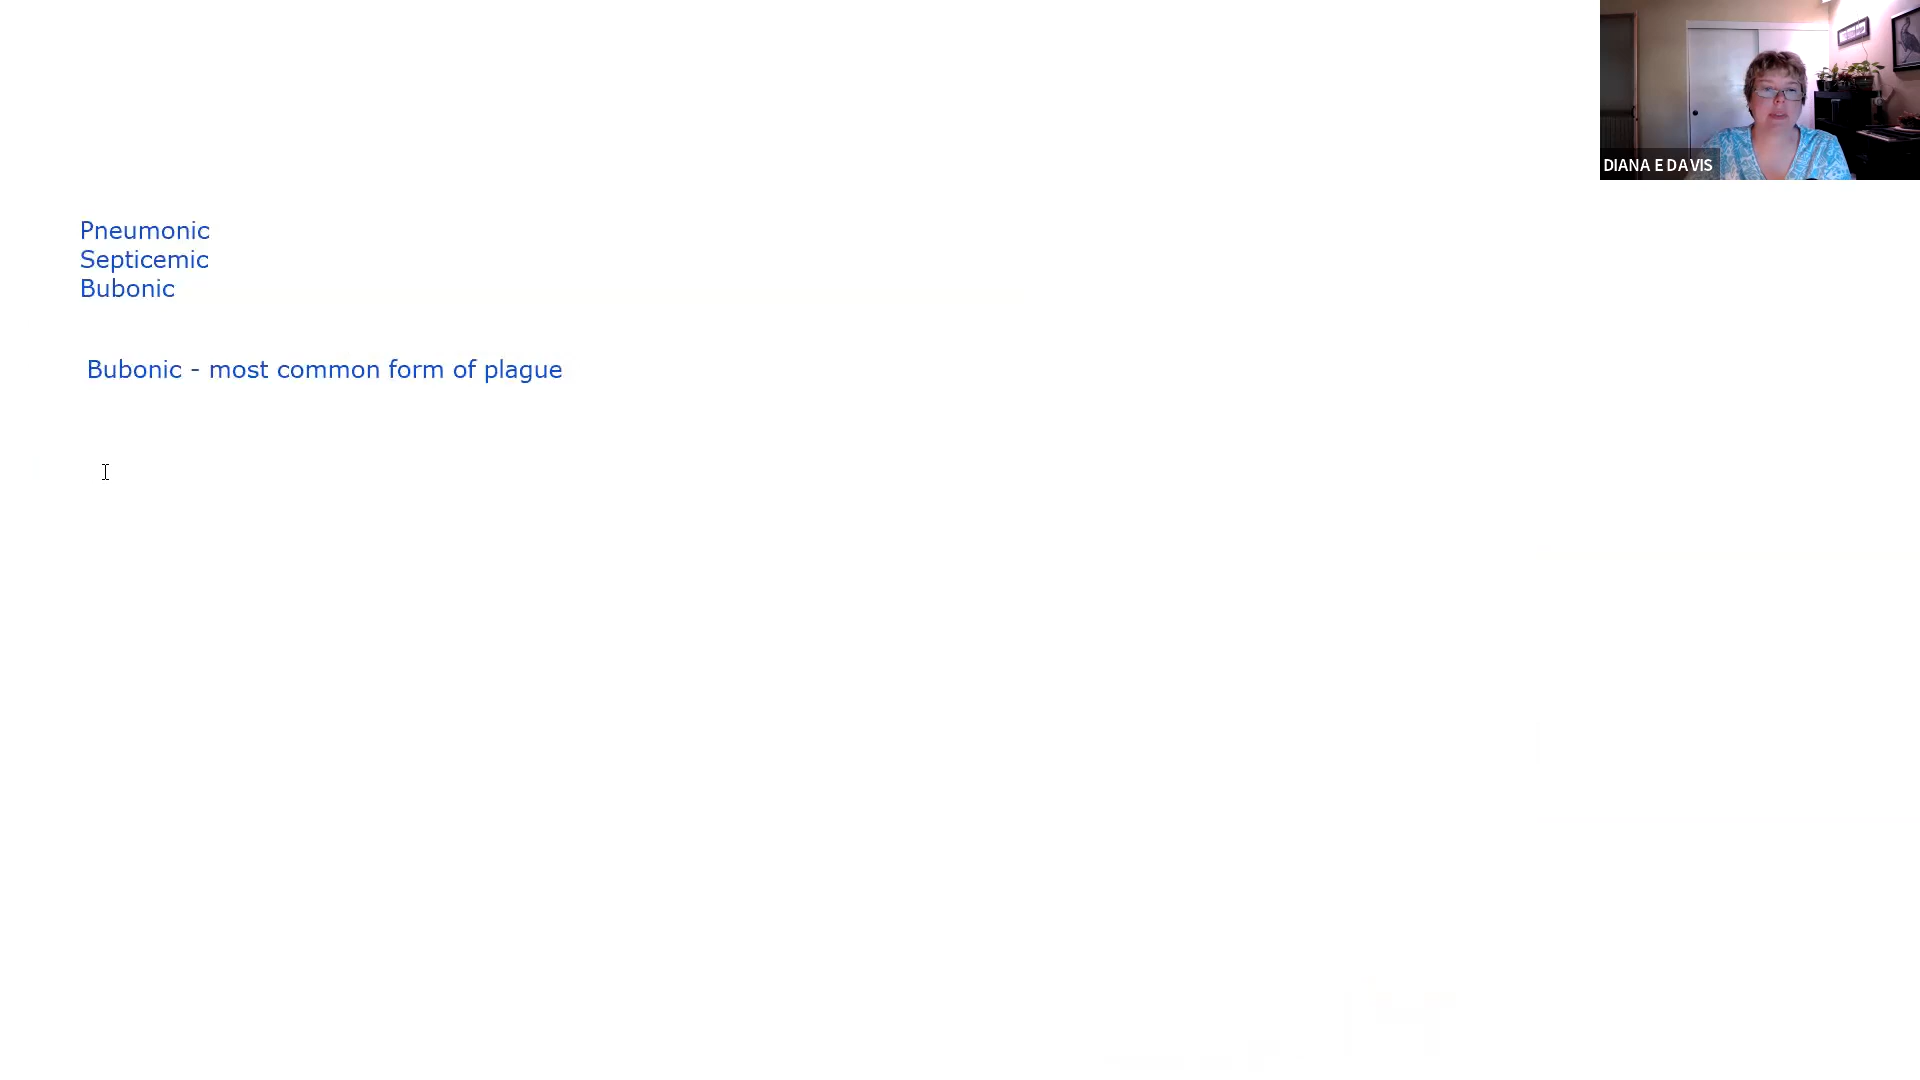 DIANA E DAVIS
Pneumonic
Septicemic
Bubonic
Bubonic - most common form of plague